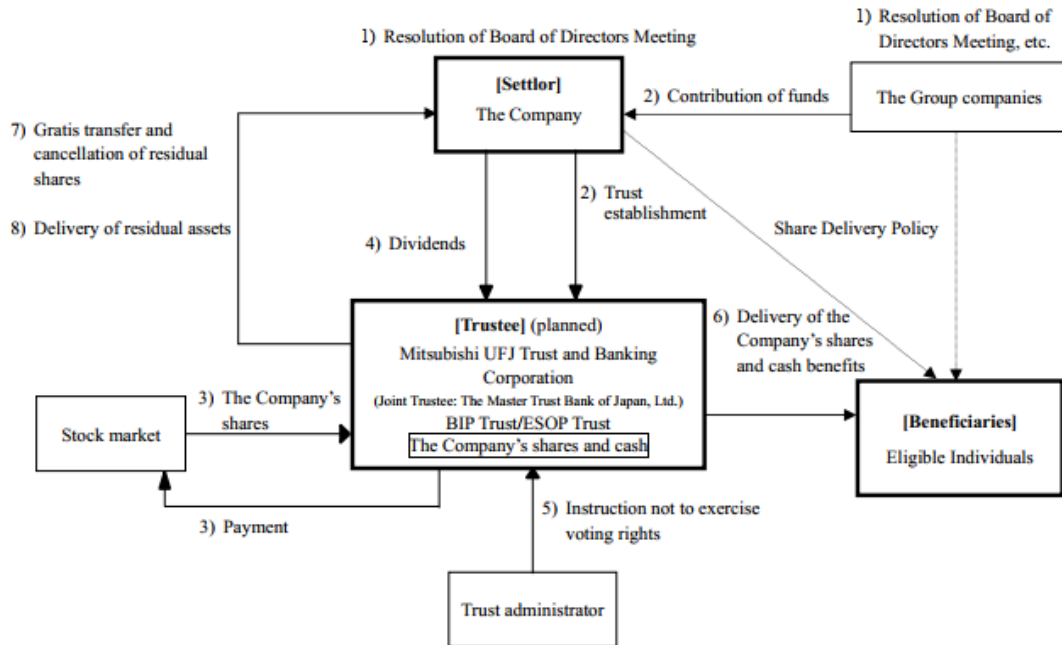 1) Resolution of Board of Directors Meeting
1) Resolution of Board of
Directors Meeting, etc.
[Settlor]
The Company
2) Contribution of funds
The Group companies
7) Gratis transfer and
cancellation of residual
shares
2) Trust
establishment
8) Delivery of residual assets
4) Dividends
Share Delivery Policy
[Trustee] (planned)
Mitsubishi UFJ Trust and Banking
Corporation
(Joint Trustee: The Master Trust Bank of Japan, Ltd.)
BIP Trust/ESOP Trust
The Company's shares and cash
6) Delivery of the
Company's shares
and cash benefits
3) The Company's
shares
Stock market
[Beneficiaries]
Eligible Individuals
3) Payment
5) Instruction not to exercise
voting rights
Trust administrator